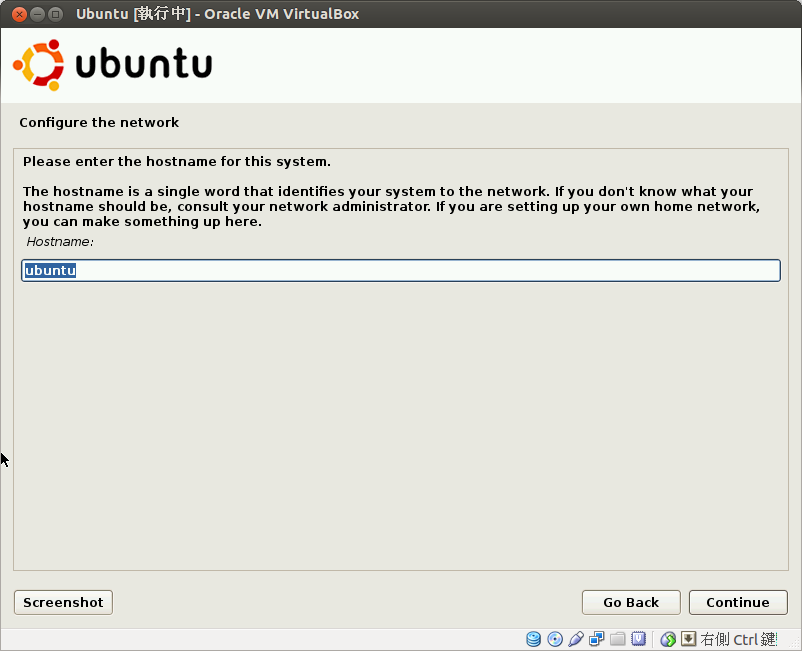 Ubuntu [執行中] - Oracle VM VirtualBox
ubuntu
Configure the network
Please enter the hostname for this system.
The hostname is a single word that identifies your system to the network. If you don't know what your
hostname should be, consult your network administrator. If you are setting up your own home network,
you can make something up here.
Hostname:
ubuntu
Screenshot
Go Back
Continue
右側 Ctrl 鍵